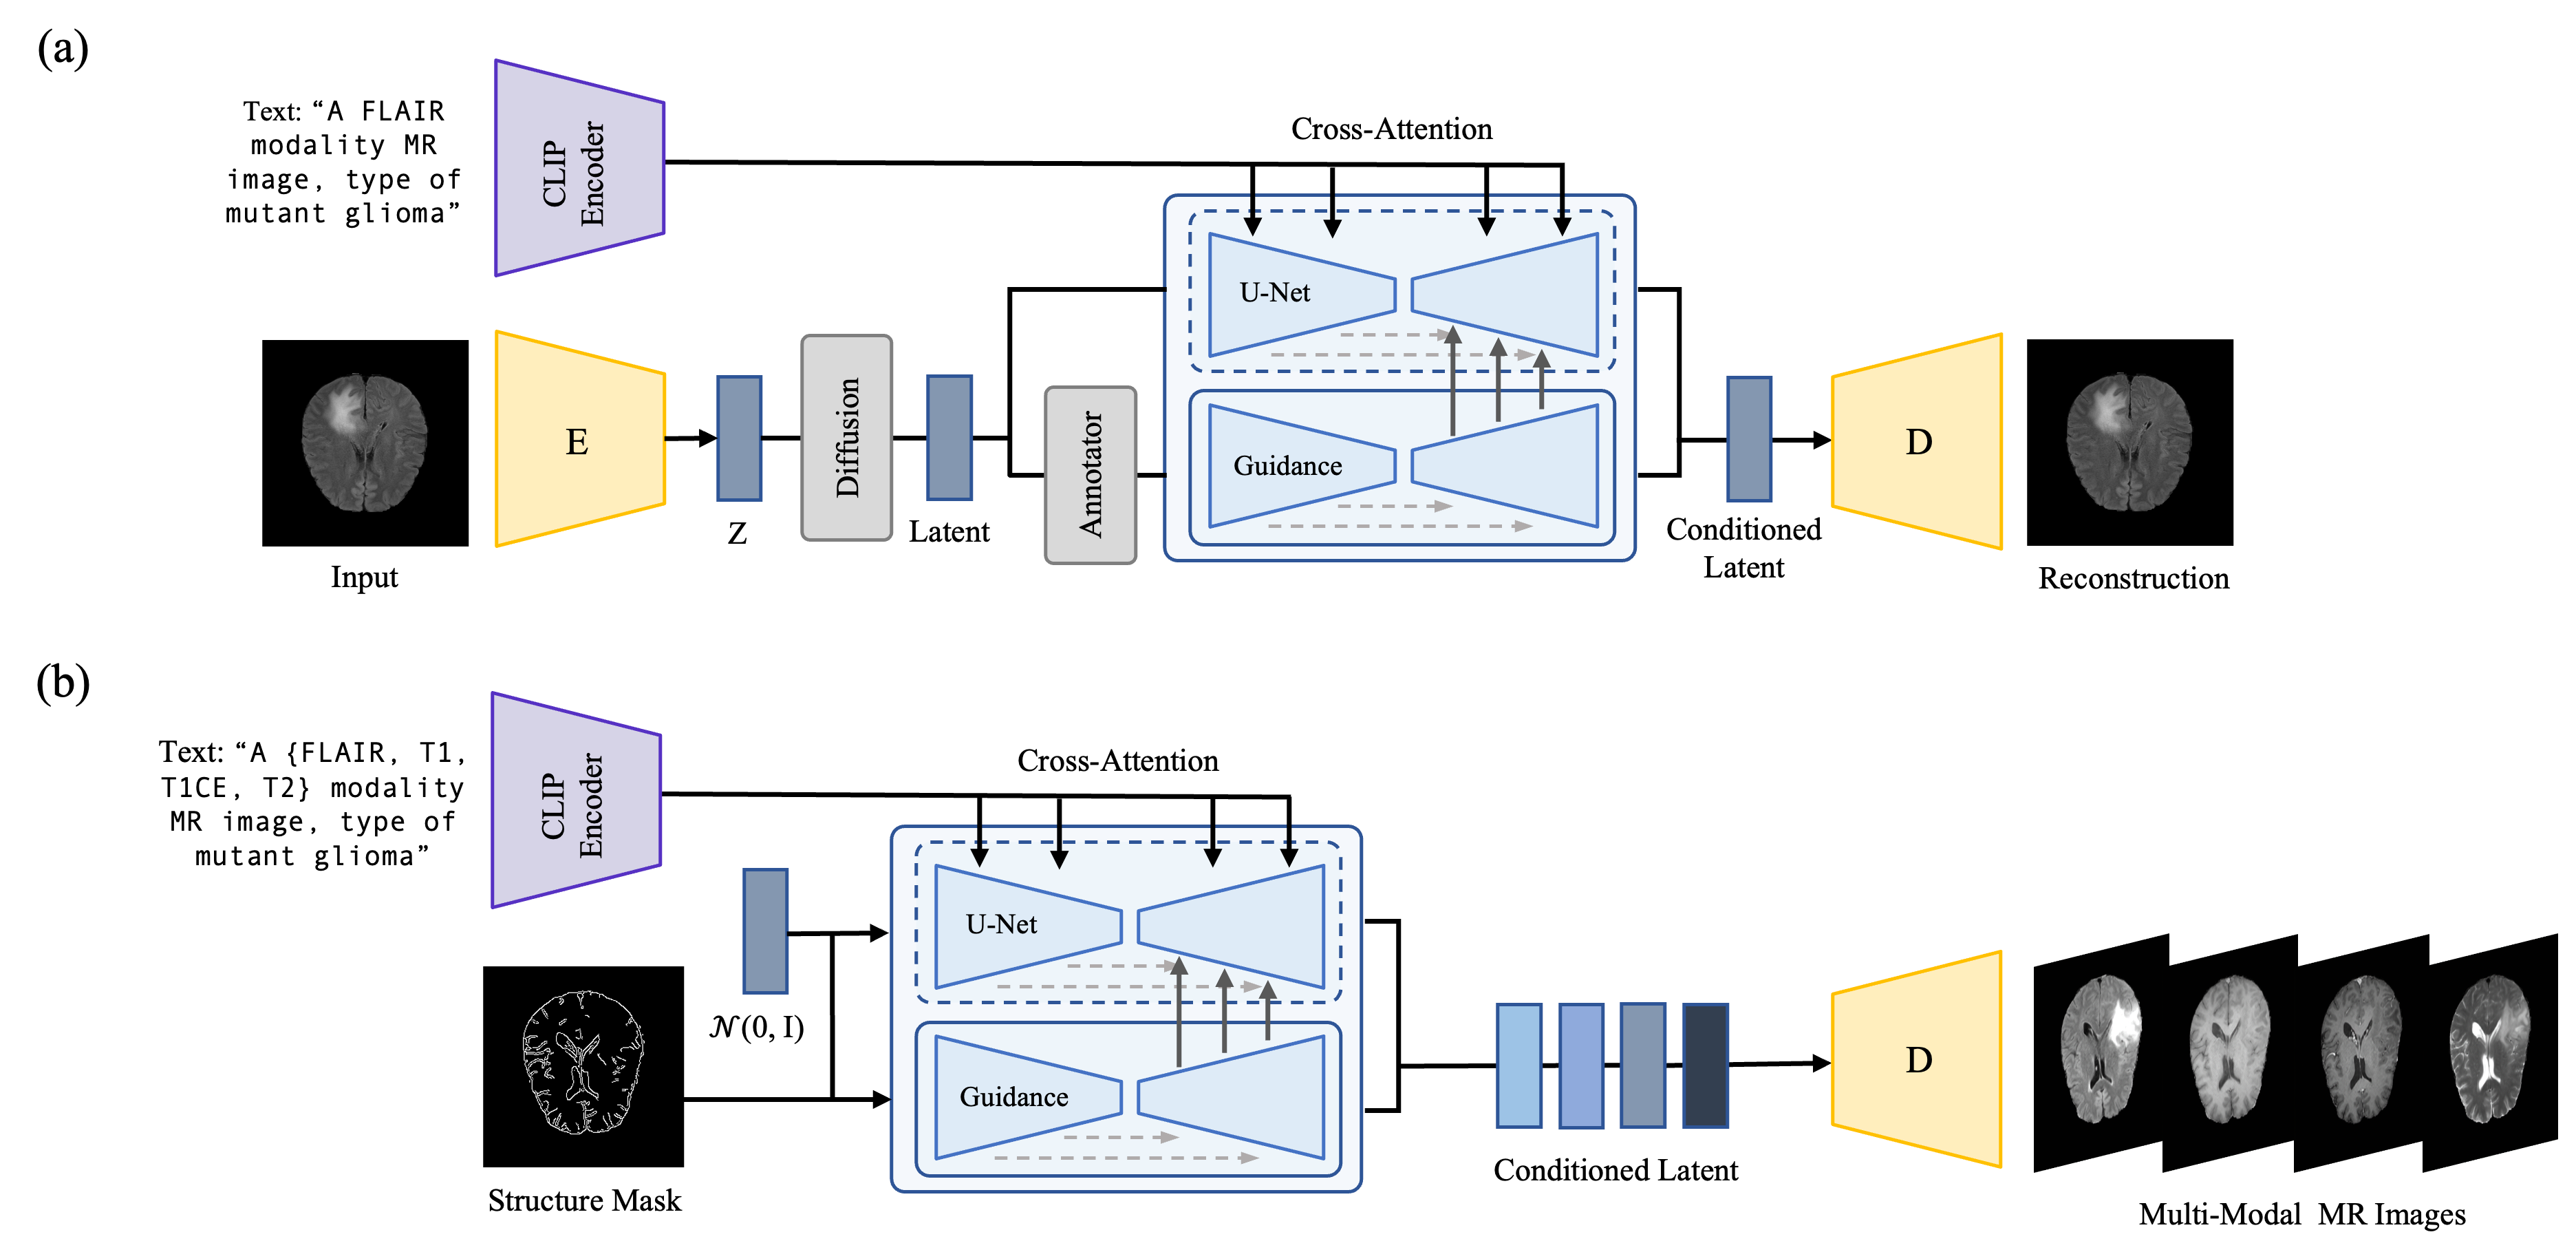 (a)
Text: “A FLAIR
modality MR
image, type of
mutant glioma”
CLIP
Encoder
Cross-Attention
U-Net
Guidance
E
Z
Diffusion
Latent
Annotator
Conditioned
Latent
D
Input
Reconstruction
(b)
Text: “A {FLAIR, T1,
T1CE, T2} modality
MR image, type of
mutant glioma”
CLIP
Encoder
Cross-Attention
U-Net
𝒩(0, I)
Guidance
D
Structure Mask
Conditioned Latent
Multi-Modal MR Images